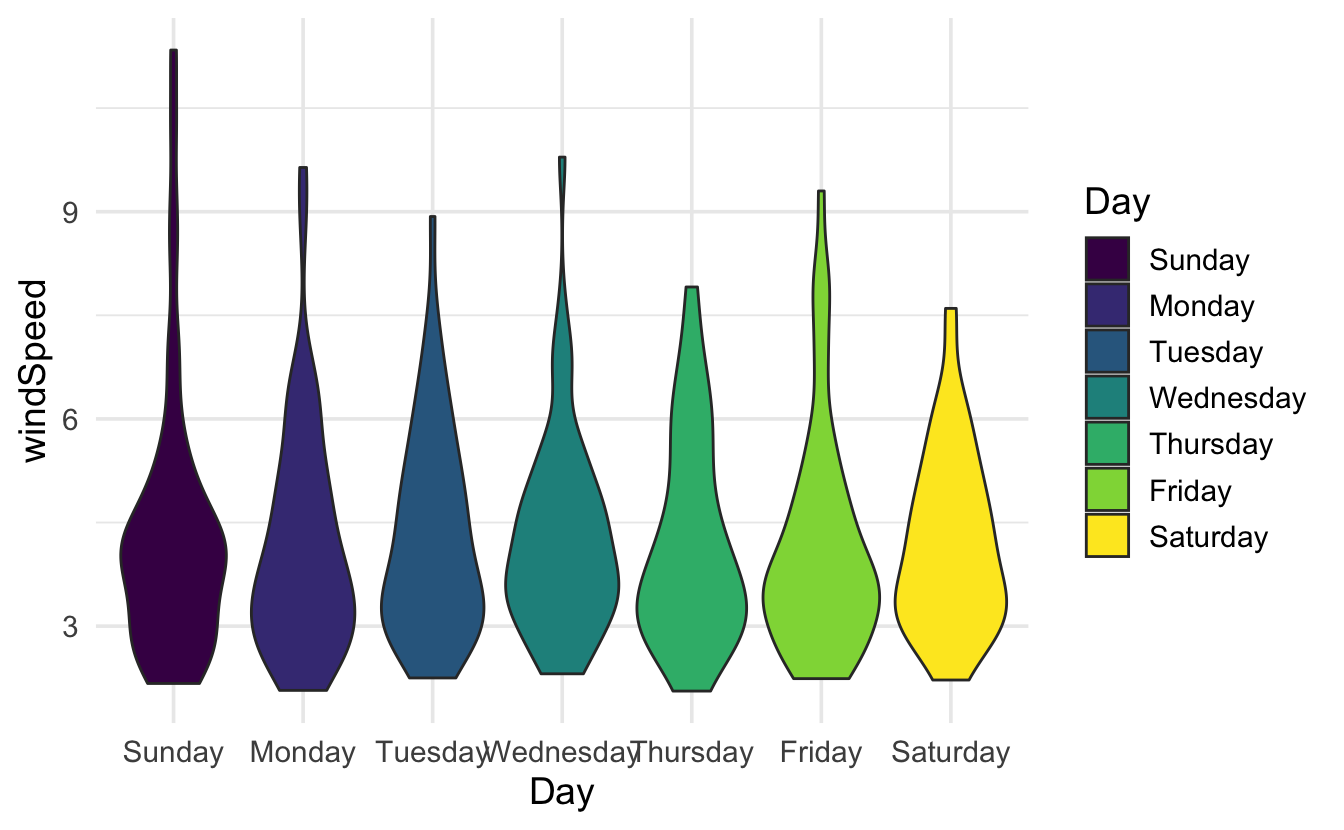 windSpeed
9
6
3
Sunday Monday Tuesday Wednesday Thursday Friday Saturday
Day
Day
Sunday
Monday
Tuesday
Wednesday
Thursday
Friday
Saturday